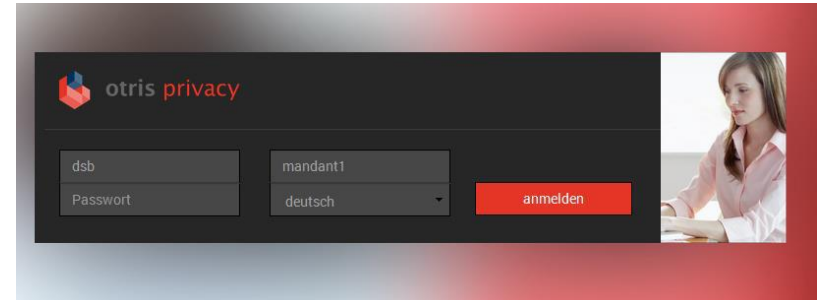 otris privacy
dsb
mandant1
Passwort
deutsch
anmelden